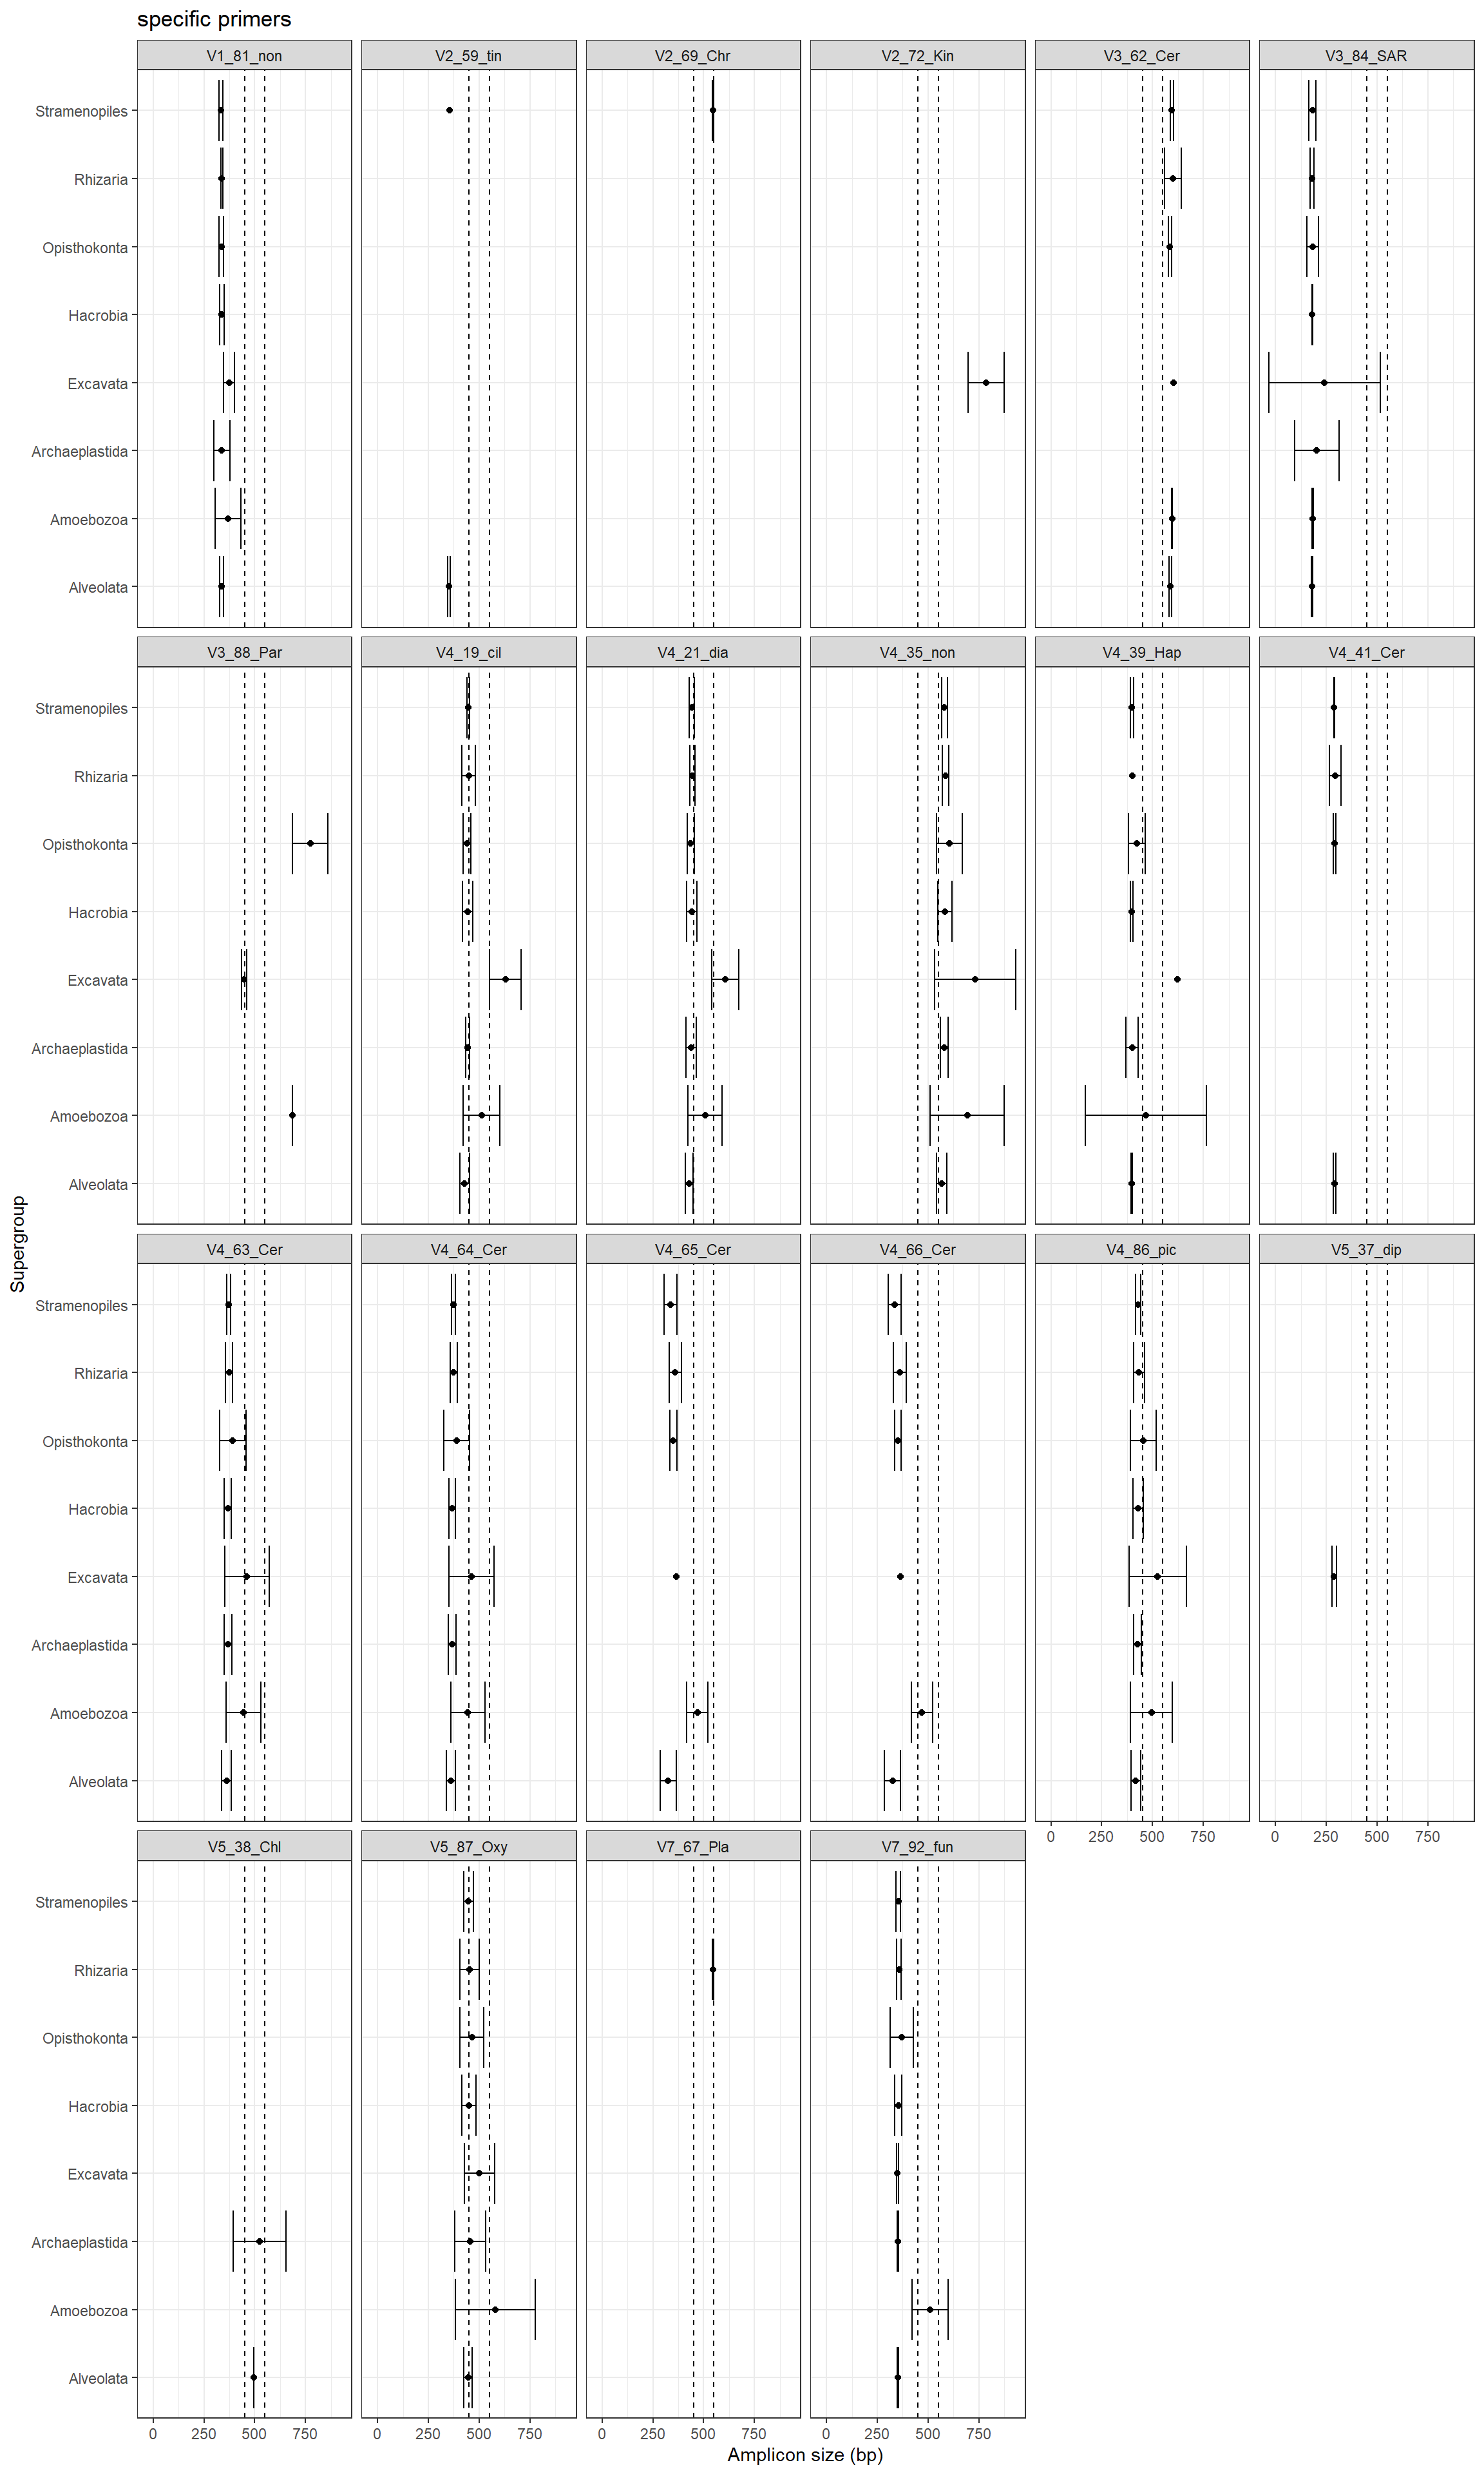 specific primers
V1_81_non V2_59_tin V2_69_Chr V2_72_Kin V3_62_Cer V3_84_SAR
Stramenopiles
Rhizaria
Opisthokonta
Hacrobia
Excavata
Archaeplastida
Amoebozoa
Alveolata
V3_88_Par V4_19_cil V4_21_dia V4_35_non V4_39_Hap V4_41_Cer
Stramenopiles
Rhizaria
Opisthokonta
Hacrobia
Excavata
Archaeplastida
Amoebozoa
Alveolata
Supergroup
V4_63_Cer V4_64_Cer V4_65_Cer V4_66_Cer V4_86_pic V5_37_dip
Stramenopiles
Rhizaria
Opisthokonta
Hacrobia
Excavata
Archaeplastida
Amoebozoa
Alveolata
0 250 500 750 0 250 500 750
V5_38_Chl V5_87_Oxy V7_67_Pla V7_92_fun
Stramenopiles
Rhizaria
Opisthokonta
Hacrobia
Excavata
Archaeplastida
Amoebozoa
Alveolata
0 250 500 750 0 250 500 750 0 250 500 750 0 250 500 750
Amplicon size (bp)